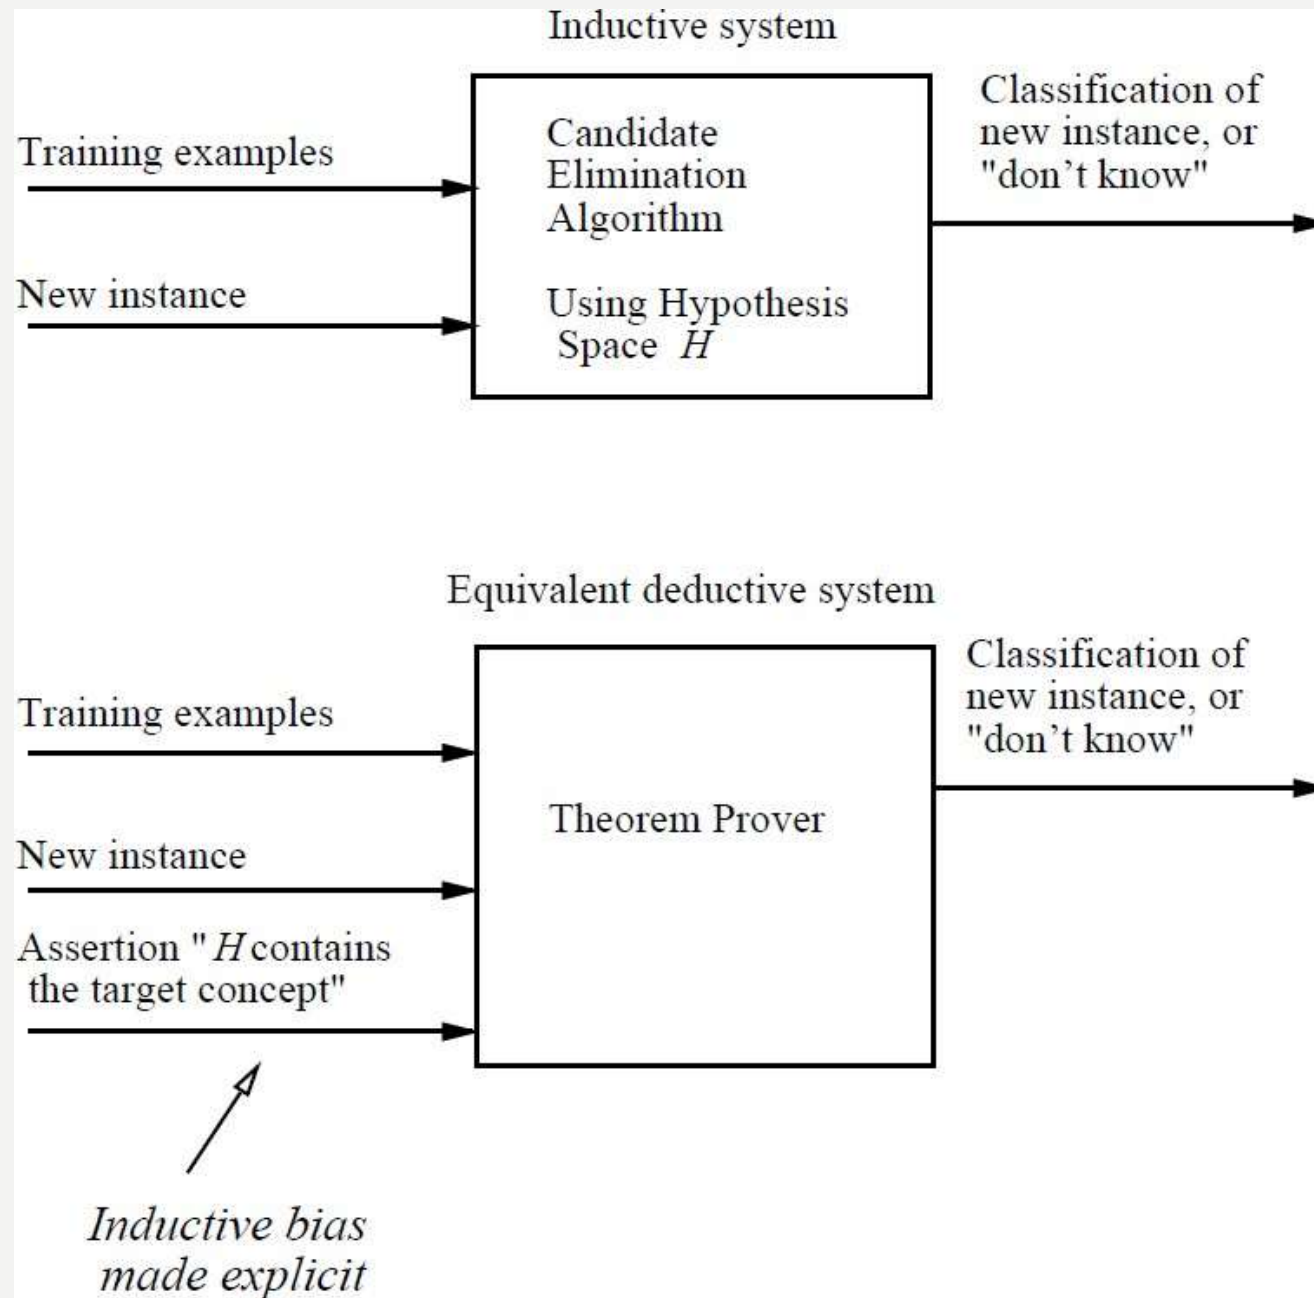 Inductive system
Training examples
New instance
Candidate
Elimination
Algorithm
Using Hypothesis
Space H
Classification of
new instance, or
"don't know"
Equivalent deductive system
Training examples
New instance
Assertion " H contains
the target concept"
Theorem Prover
Classification of
new instance, or
"don't know"
Inductive bias
made explicit